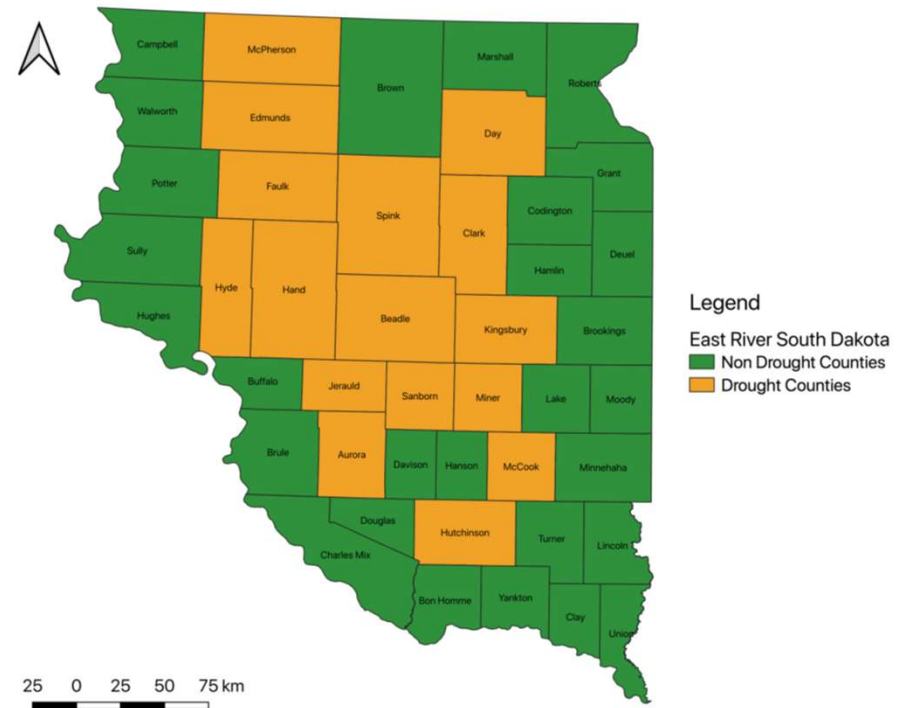 Campbell
McPherson
Brown
Marshall
Roberts
Walworth
Edmunds
Day
Potter
Faulk
Spink
Clark
Codington
Grant
Sully
Hyde
Hand
Hamlin
Deuel
Hughes
Beadle
Kingsbury
Brookings
Buffalo
Jerauld
Sanborn
Miner
Lake
Moody
Brule
Aurora
Davison
Hanson
McCook
Minnehaha
Douglas
Hutchinson
Turner
Lincoln
Charles Mix
Bon Homme
Yankton
Clay
Union
Legend
East River South Dakota
Non Drought Counties
Drought Counties
25 0 25 50 75 km